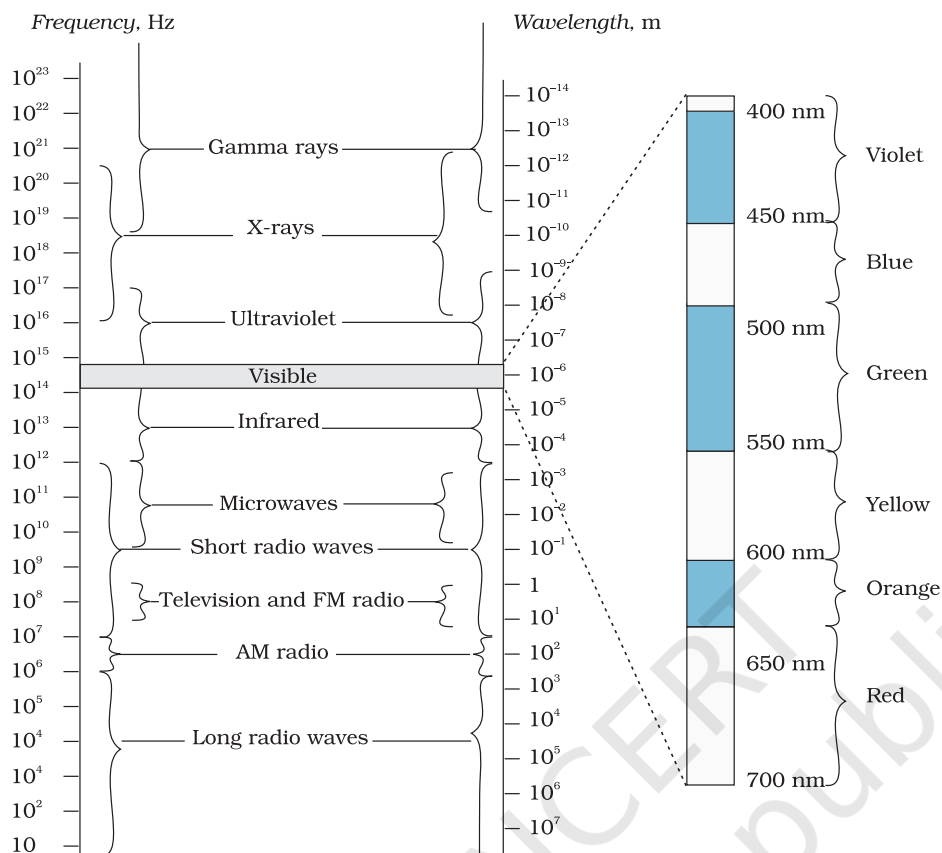 Frequency, Hz
Wavelength, m
10²³
10²²
10²¹
10²⁰
10¹⁹
10¹⁸
10¹⁷
10¹⁶
10¹⁵
10¹⁴
10¹³
10¹²
10¹¹
10¹⁰
10⁹
10⁸
10⁷
10⁶
10⁵
10⁴
10⁴
10²
10
Gamma rays
X-rays
Ultraviolet
Visible
Infrared
Microwaves
Short radio waves
Television and FM radio
AM radio
Long radio waves
10⁻¹⁴
10⁻¹³
10⁻¹²
10⁻¹¹
10⁻¹⁰
10⁻⁹
10⁻⁸
10⁻⁷
10⁻⁶
10⁻⁵
10⁻⁴
10⁻³
10⁻²
10⁻¹
1
10¹
10²
10³
10⁴
10⁵
10⁶
10⁷
400 nm
450 nm
500 nm
550 nm
600 nm
650 nm
700 nm
Violet
Blue
Green
Yellow
Orange
Red
NCERT